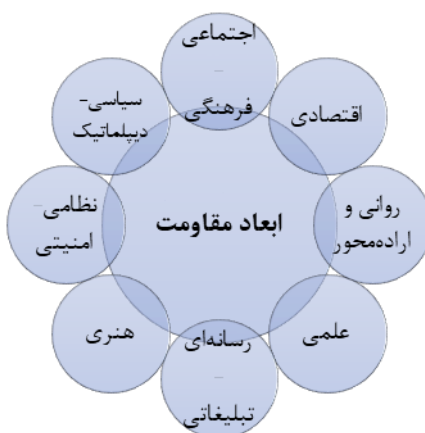 اجتماعی
–
فرهنگی
اقتصادی
روانی و
اراده‌محور
علمی
رسانه‌ای
–
تبلیغاتی
هنری
نظامی-
امنیتی
سیاسی-
دیپلماتیک
ابعاد مقاومت